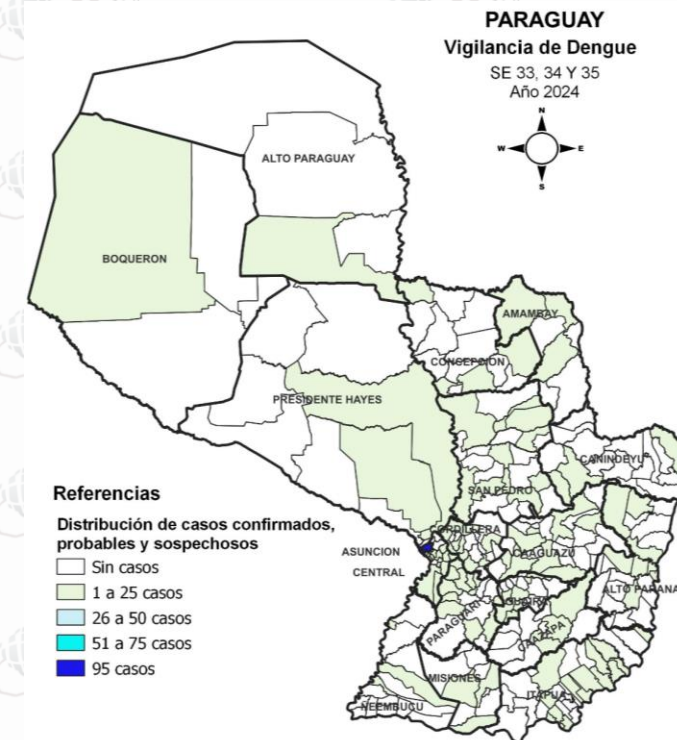 PARAGUAY
Vigilancia de Dengue
SE 33, 34 Y 35
Año 2024
N
W E
S
ALTO PARAGUAY
BOQUERON
AMAMBAY
CONCEPCION
PRESIDENTE HAYES
CANINDEYU
SAN PEDRO
CORDILLERA
ASUNCION
CAAGUAZU
CENTRAL
ALTO PARANA
GUAIRA
PARAGUARI
CAAZAPA
MISIONES
ITAPUA
ÑEEMBUCU
Referencias
Distribución de casos confirmados,
probables y sospechosos
Sin casos
1 a 25 casos
26 a 50 casos
51 a 75 casos
95 casos